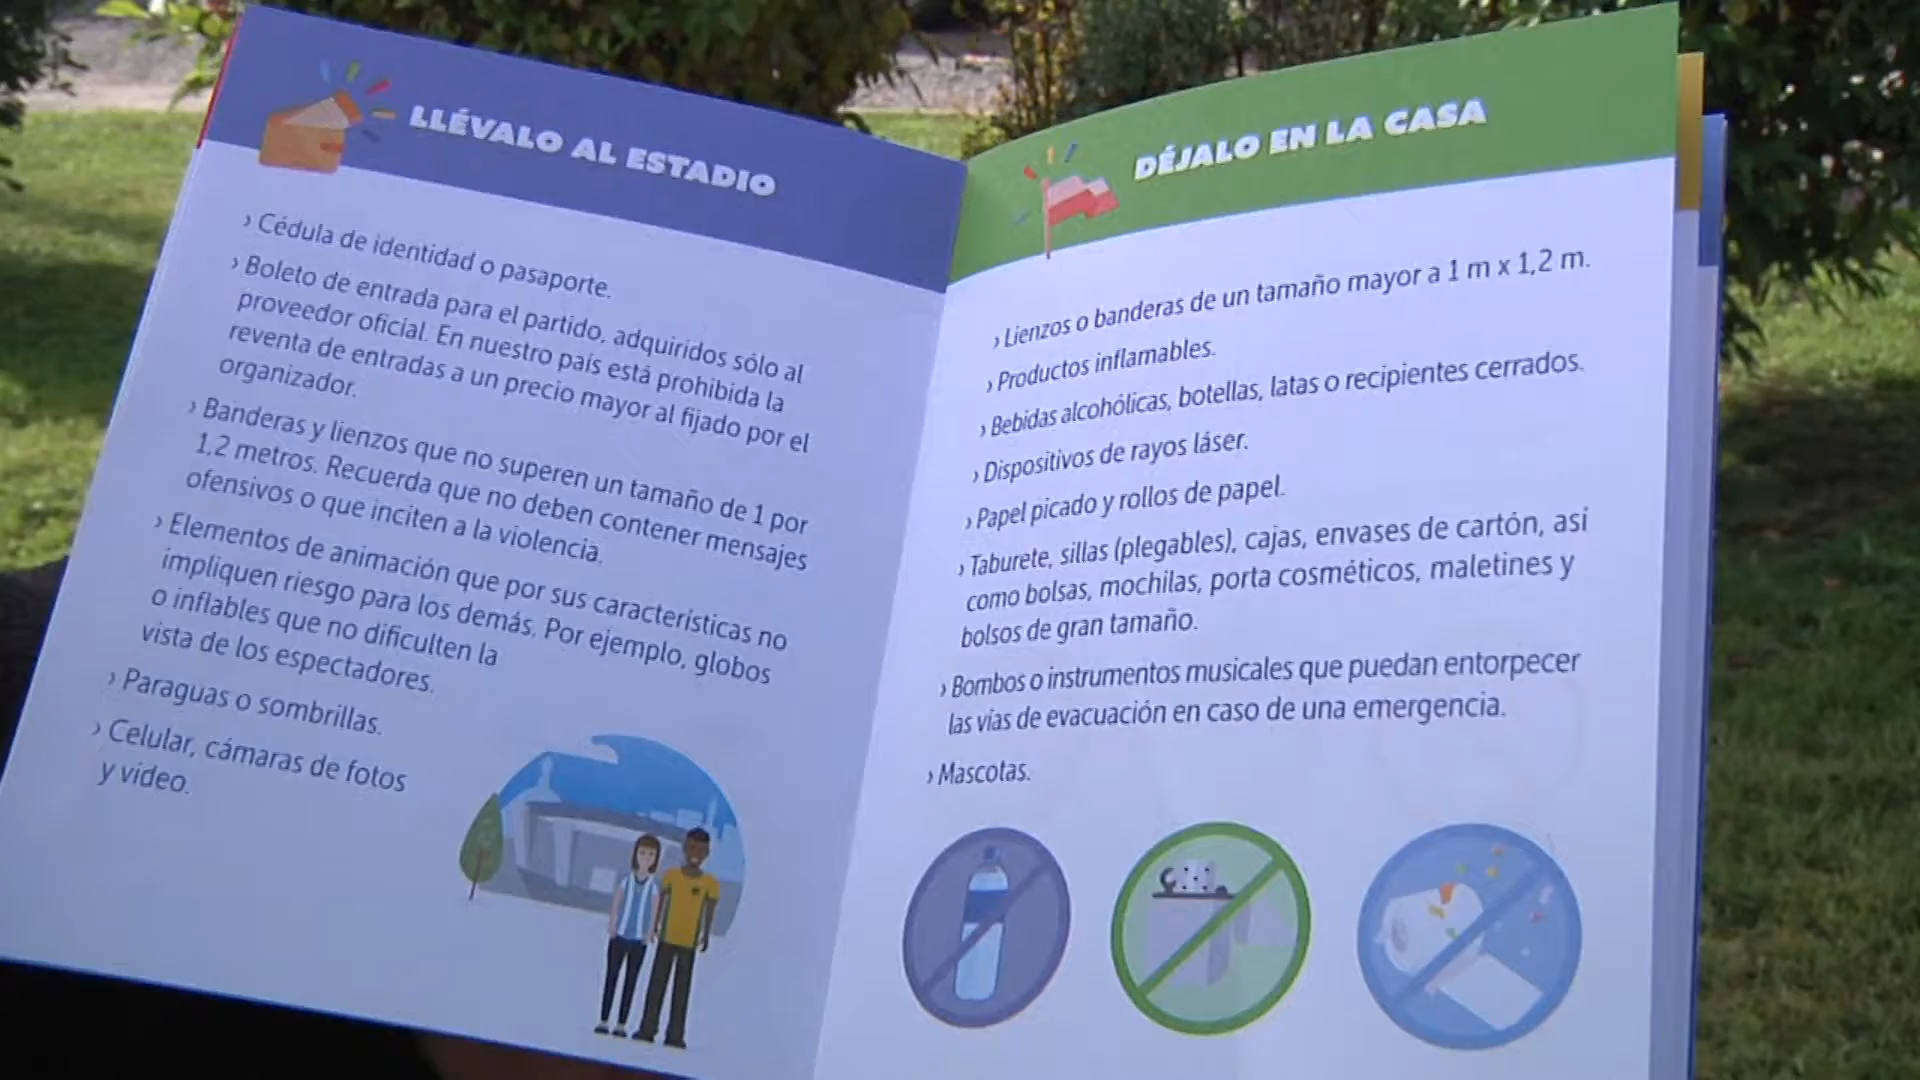 LLÉVALO AL ESTADIO
› Cédula de identidad o pasaporte.
› Boleto de entrada para el partido, adquiridos sólo al
proveedor oficial. En nuestro país está prohibida la
reventa de entradas a un precio mayor al fijado por el
organizador.
› Banderas y lienzos que no superen un tamaño de 1 por
1,2 metros. Recuerda que no deben contener mensajes
ofensivos o que inciten a la violencia.
› Elementos de animación que por sus características no
impliquen riesgo para los demás. Por ejemplo, globos
o inflables que no dificulten la
vista de los espectadores.
› Paraguas o sombrillas.
› Celular, cámaras de fotos
y video.
DÉJALO EN LA CASA
› Lienzos o banderas de un tamaño mayor a 1 m x 1,2 m.
› Productos inflamables.
› Bebidas alcohólicas, botellas, latas o recipientes cerrados.
› Dispositivos de rayos láser.
› Papel picado y rollos de papel.
› Taburete, sillas (plegables), cajas, envases de cartón, así
como bolsas, mochilas, porta cosméticos, maletines y
bolsos de gran tamaño.
› Bombos o instrumentos musicales que puedan entorpecer
las vías de evacuación en caso de una emergencia.
› Mascotas.